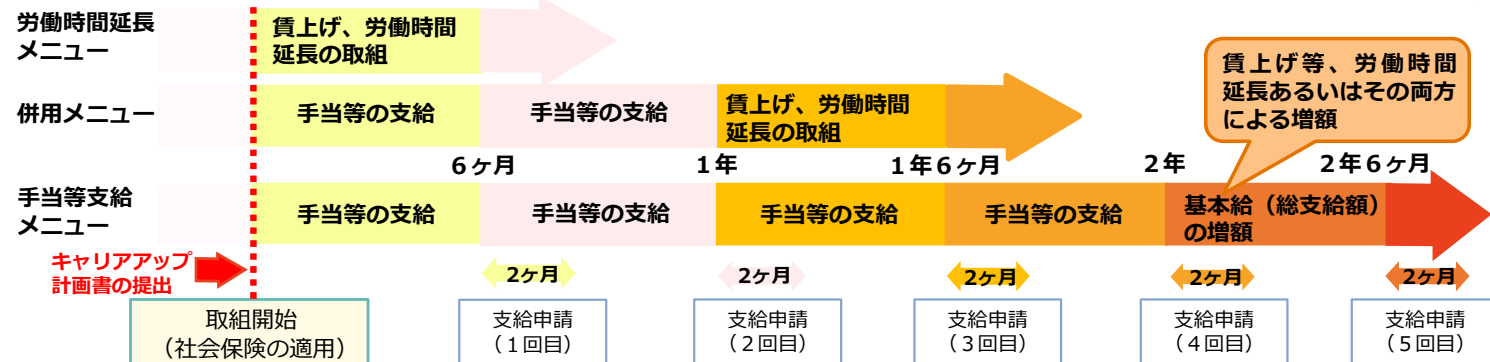 労働時間延長
メニュー
賃上げ、労働時間
延長の取組
賃上げ等、労働時間
延長あるいはその両方
による増額
併用メニュー
手当等の支給
手当等の支給
賃上げ、労働時間
延長の取組
6ヶ月
1年
1年6ヶ月
2年
2年6ヶ月
手当等支給
メニュー
手当等の支給
手当等の支給
手当等の支給
手当等の支給
基本給（総支給額）
の増額
キャリアアップ
計画書の提出
2ヶ月
2ヶ月
2ヶ月
2ヶ月
2ヶ月
取組開始
（社会保険の適用）
支給申請
（1回目）
支給申請
（2回目）
支給申請
（3回目）
支給申請
（4回目）
支給申請
（5回目）